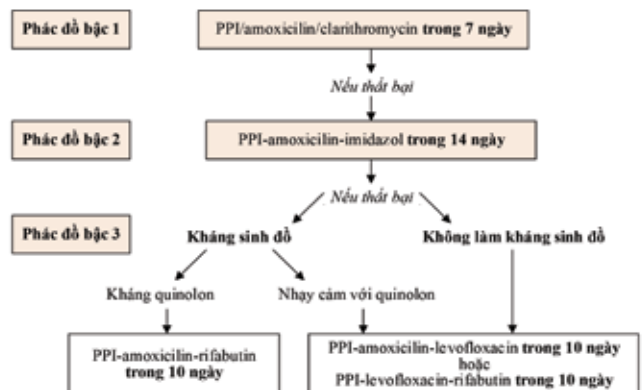 Phác đồ bậc 1
PPI/amoxicilin/clarithromycin trong 7 ngày
Nếu thất bại
Phác đồ bậc 2
PPI-amoxicilin-imidazol trong 14 ngày
Nếu thất bại
Phác đồ bậc 3
Kháng sinh đồ
Không làm kháng sinh đồ
Kháng quinolon
Nhạy cảm với quinolon
PPI-amoxicilin-rifabutin
trong 10 ngày
PPI-amoxicilin-levofloxacin trong 10 ngày
hoặc
PPI-levofloxacin-rifabutin trong 10 ngày